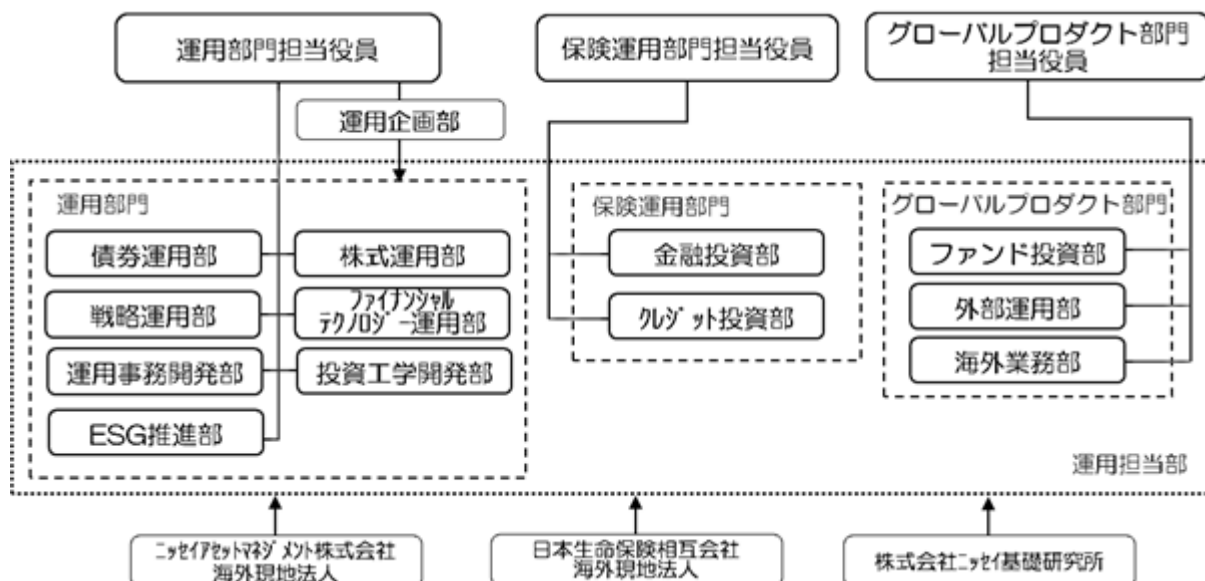 運用部門担当役員
保険運用部門担当役員
グローバルプロダクト部門
担当役員
運用企画部
運用部門
債券運用部
株式運用部
戦略運用部
ファイナンシャル
テクノロジー運用部
運用事務開発部
投資工学開発部
ESG推進部
保険運用部門
金融投資部
クレジット投資部
グローバルプロダクト部門
ファンド投資部
外部運用部
海外業務部
運用担当部
ニッセイアセットマネジメント株式会社
海外現地法人
日本生命保険相互会社
海外現地法人
株式会社ニッセイ基礎研究所